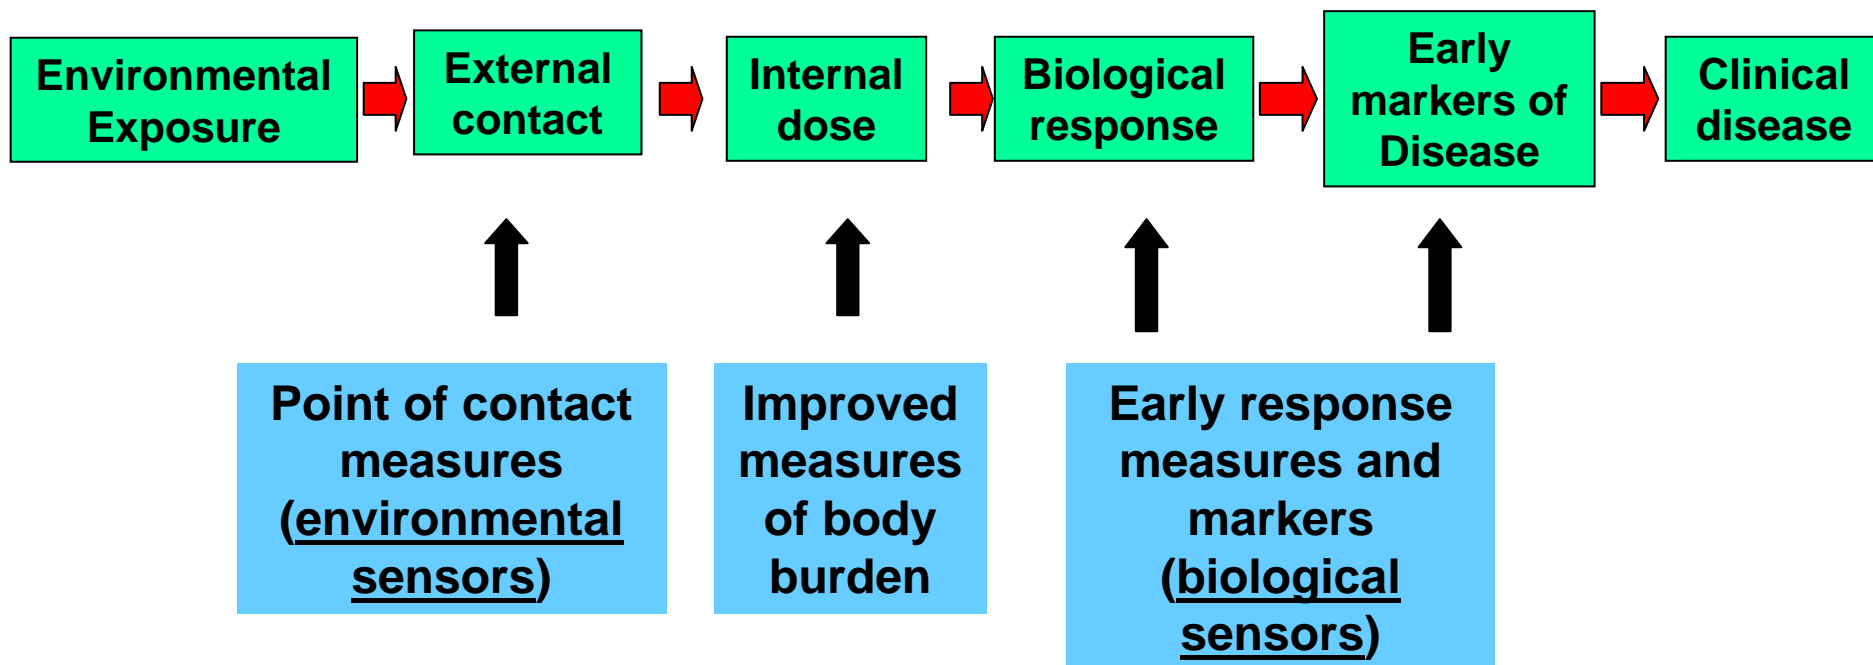 Environmental
Exposure
External
contact
Internal
dose
Biological
response
Early
markers of
Disease
Clinical
disease
Point of contact
measures
(environmental
sensors)
Improved
measures
of body
burden
Early response
measures and
markers
(biological
sensors)